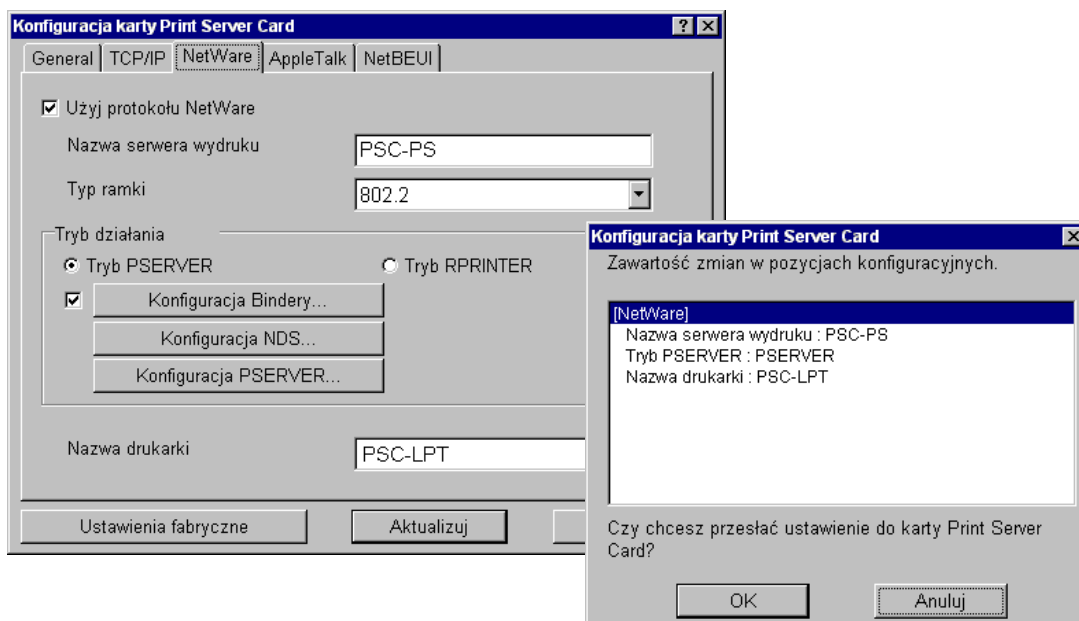 Konfiguracja karty Print Server Card
General TCP/IP NetWare AppleTalk NetBEUI
Użyj protokołu NetWare
Nazwa serwera wydruku PSC-PS
Typ ramki 802.2
Tryb działania
Tryb PSERVER Tryb RPRINTER
Konfiguracja Bindery...
Konfiguracja NDS...
Konfiguracja PSERVER...
Nazwa drukarki PSC-LPT
Ustawienia fabryczne Aktualizuj
Konfiguracja karty Print Server Card
Zawartość zmian w pozycjach konfiguracyjnych.
[NetWare]
Nazwa serwera wydruku : PSC-PS
Tryb PSERVER : PSERVER
Nazwa drukarki : PSC-LPT
Czy chcesz przesłać ustawienie do karty Print Server
Card?
OK Anuluj